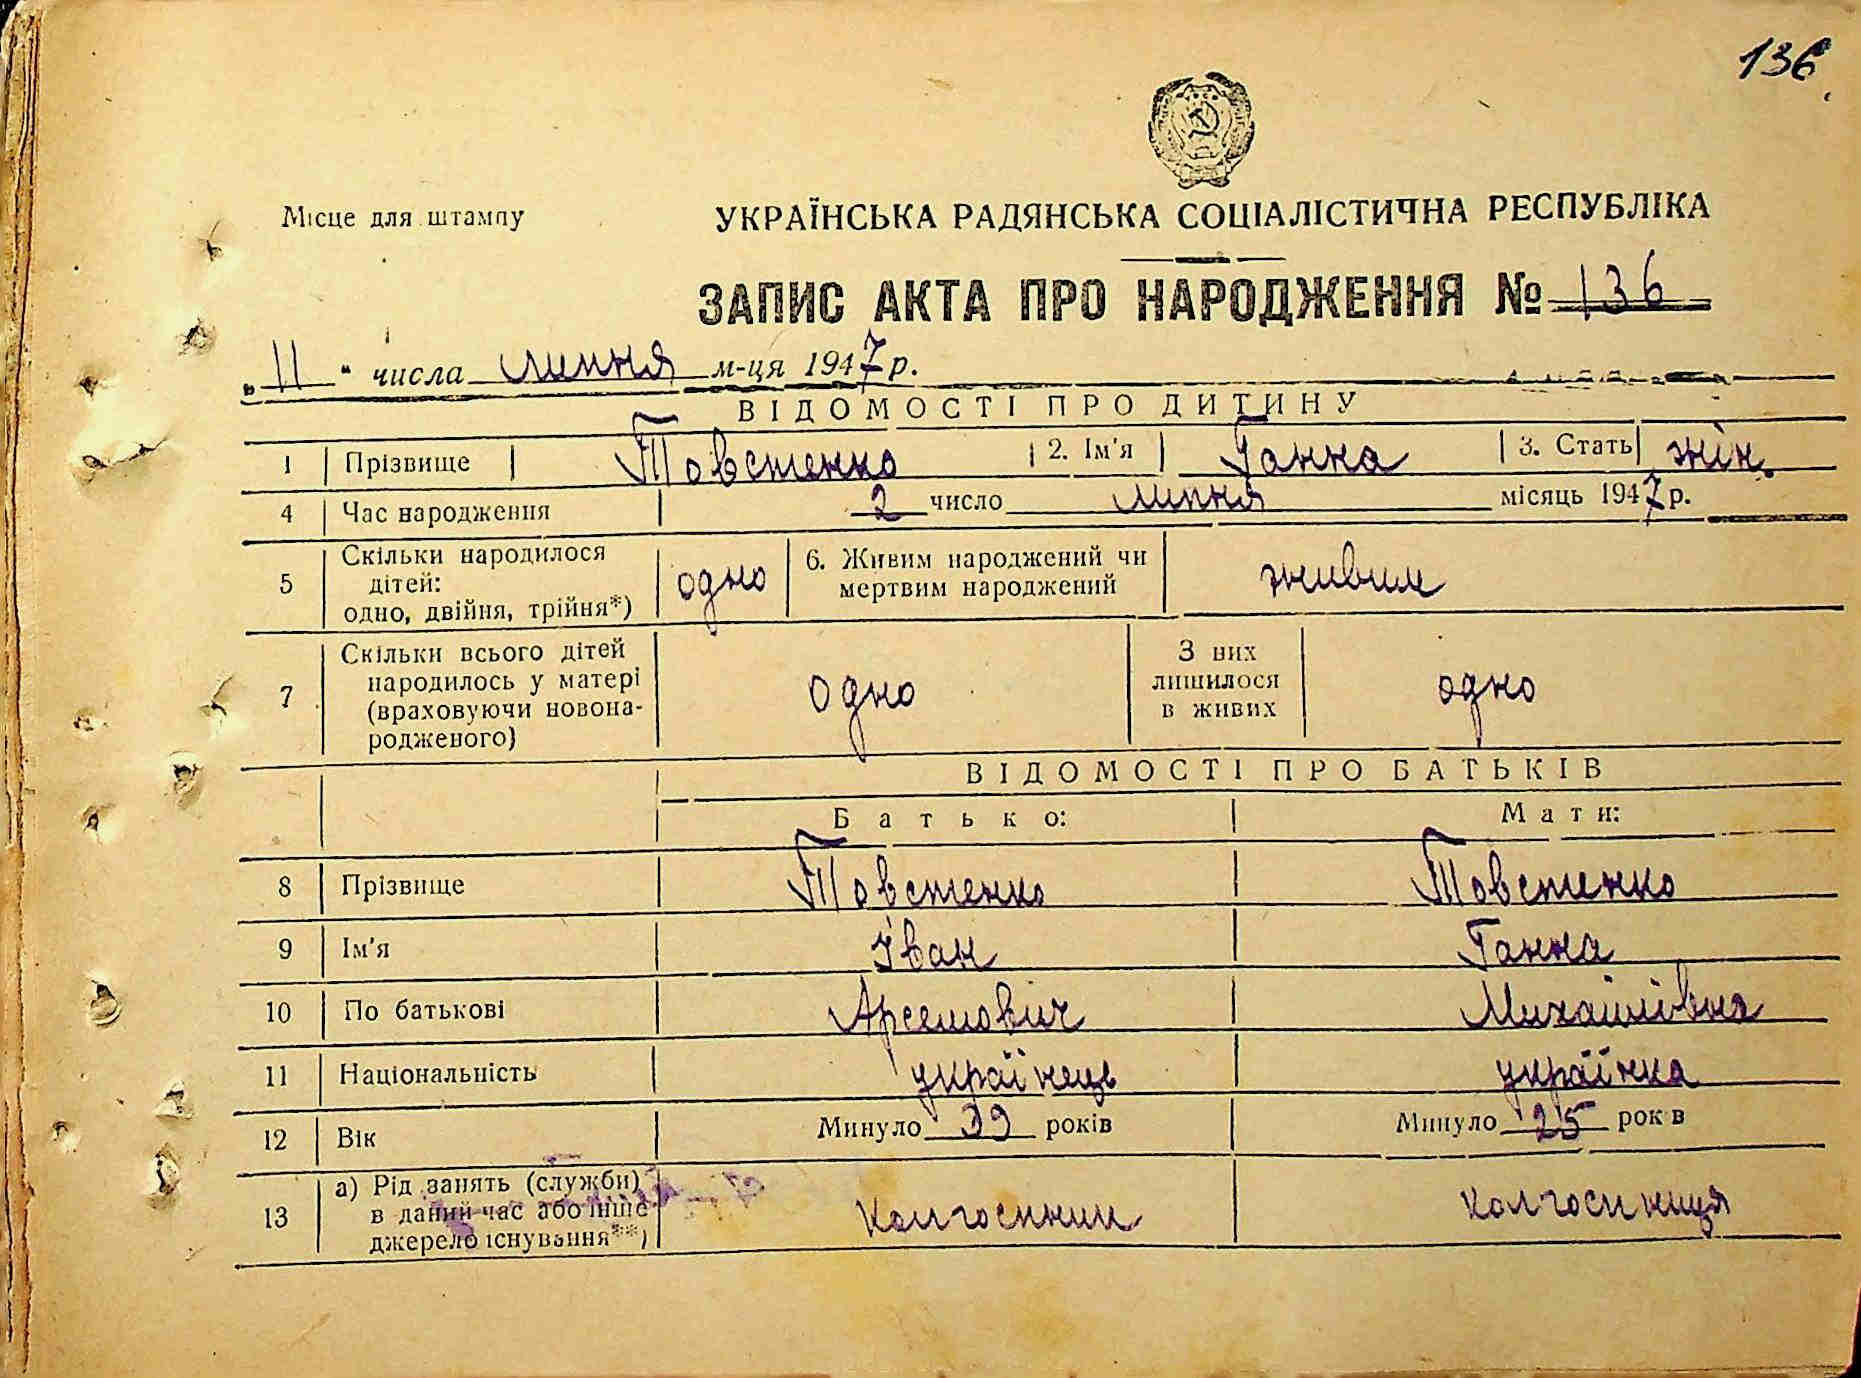 136
Місце для штампу
УКРАЇНСЬКА РАДЯНСЬКА СОЦІАЛІСТИЧНА РЕСПУБЛІКА
ЗАПИС АКТА ПРО НАРОДЖЕННЯ № 136
„11“ числа липня м-ця 1947 р.
ВІДОМОСТІ ПРО ДИТИНУ
1 Прізвище Товстенко 2. Ім'я Ганна 3. Стать жін.
4 Час народження 2 число липня місяць 1947 р.
5 Скільки народилося дітей: одно, двійня, трійня*) одно 6. Живим народжений чи мертвим народжений живим
7 Скільки всього дітей народилось у матері (враховуючи новонародженого) одно З них лишилося в живих одно
ВІДОМОСТІ ПРО БАТЬКІВ
Батько: Мати:
8 Прізвище Товстенко Товстенко
9 Ім'я Іван Ганна
10 По батькові Арсемович Михайлівна
11 Національність українець українка
12 Вік Минуло 39 років Минуло 25 рок в
13 а) Рід занять (служби) в даний час або інше джерело існування**) колгоспник колгоспниця